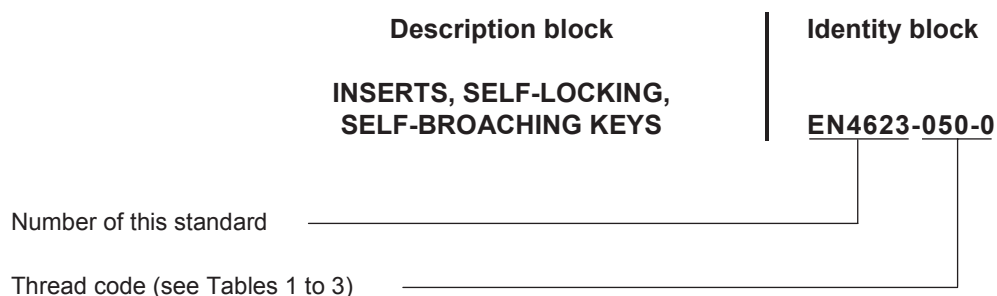 Description block
Identity block
INSERTS, SELF-LOCKING,
SELF-BROACHING KEYS
EN4623-050-0
Number of this standard
Thread code (see Tables 1 to 3)